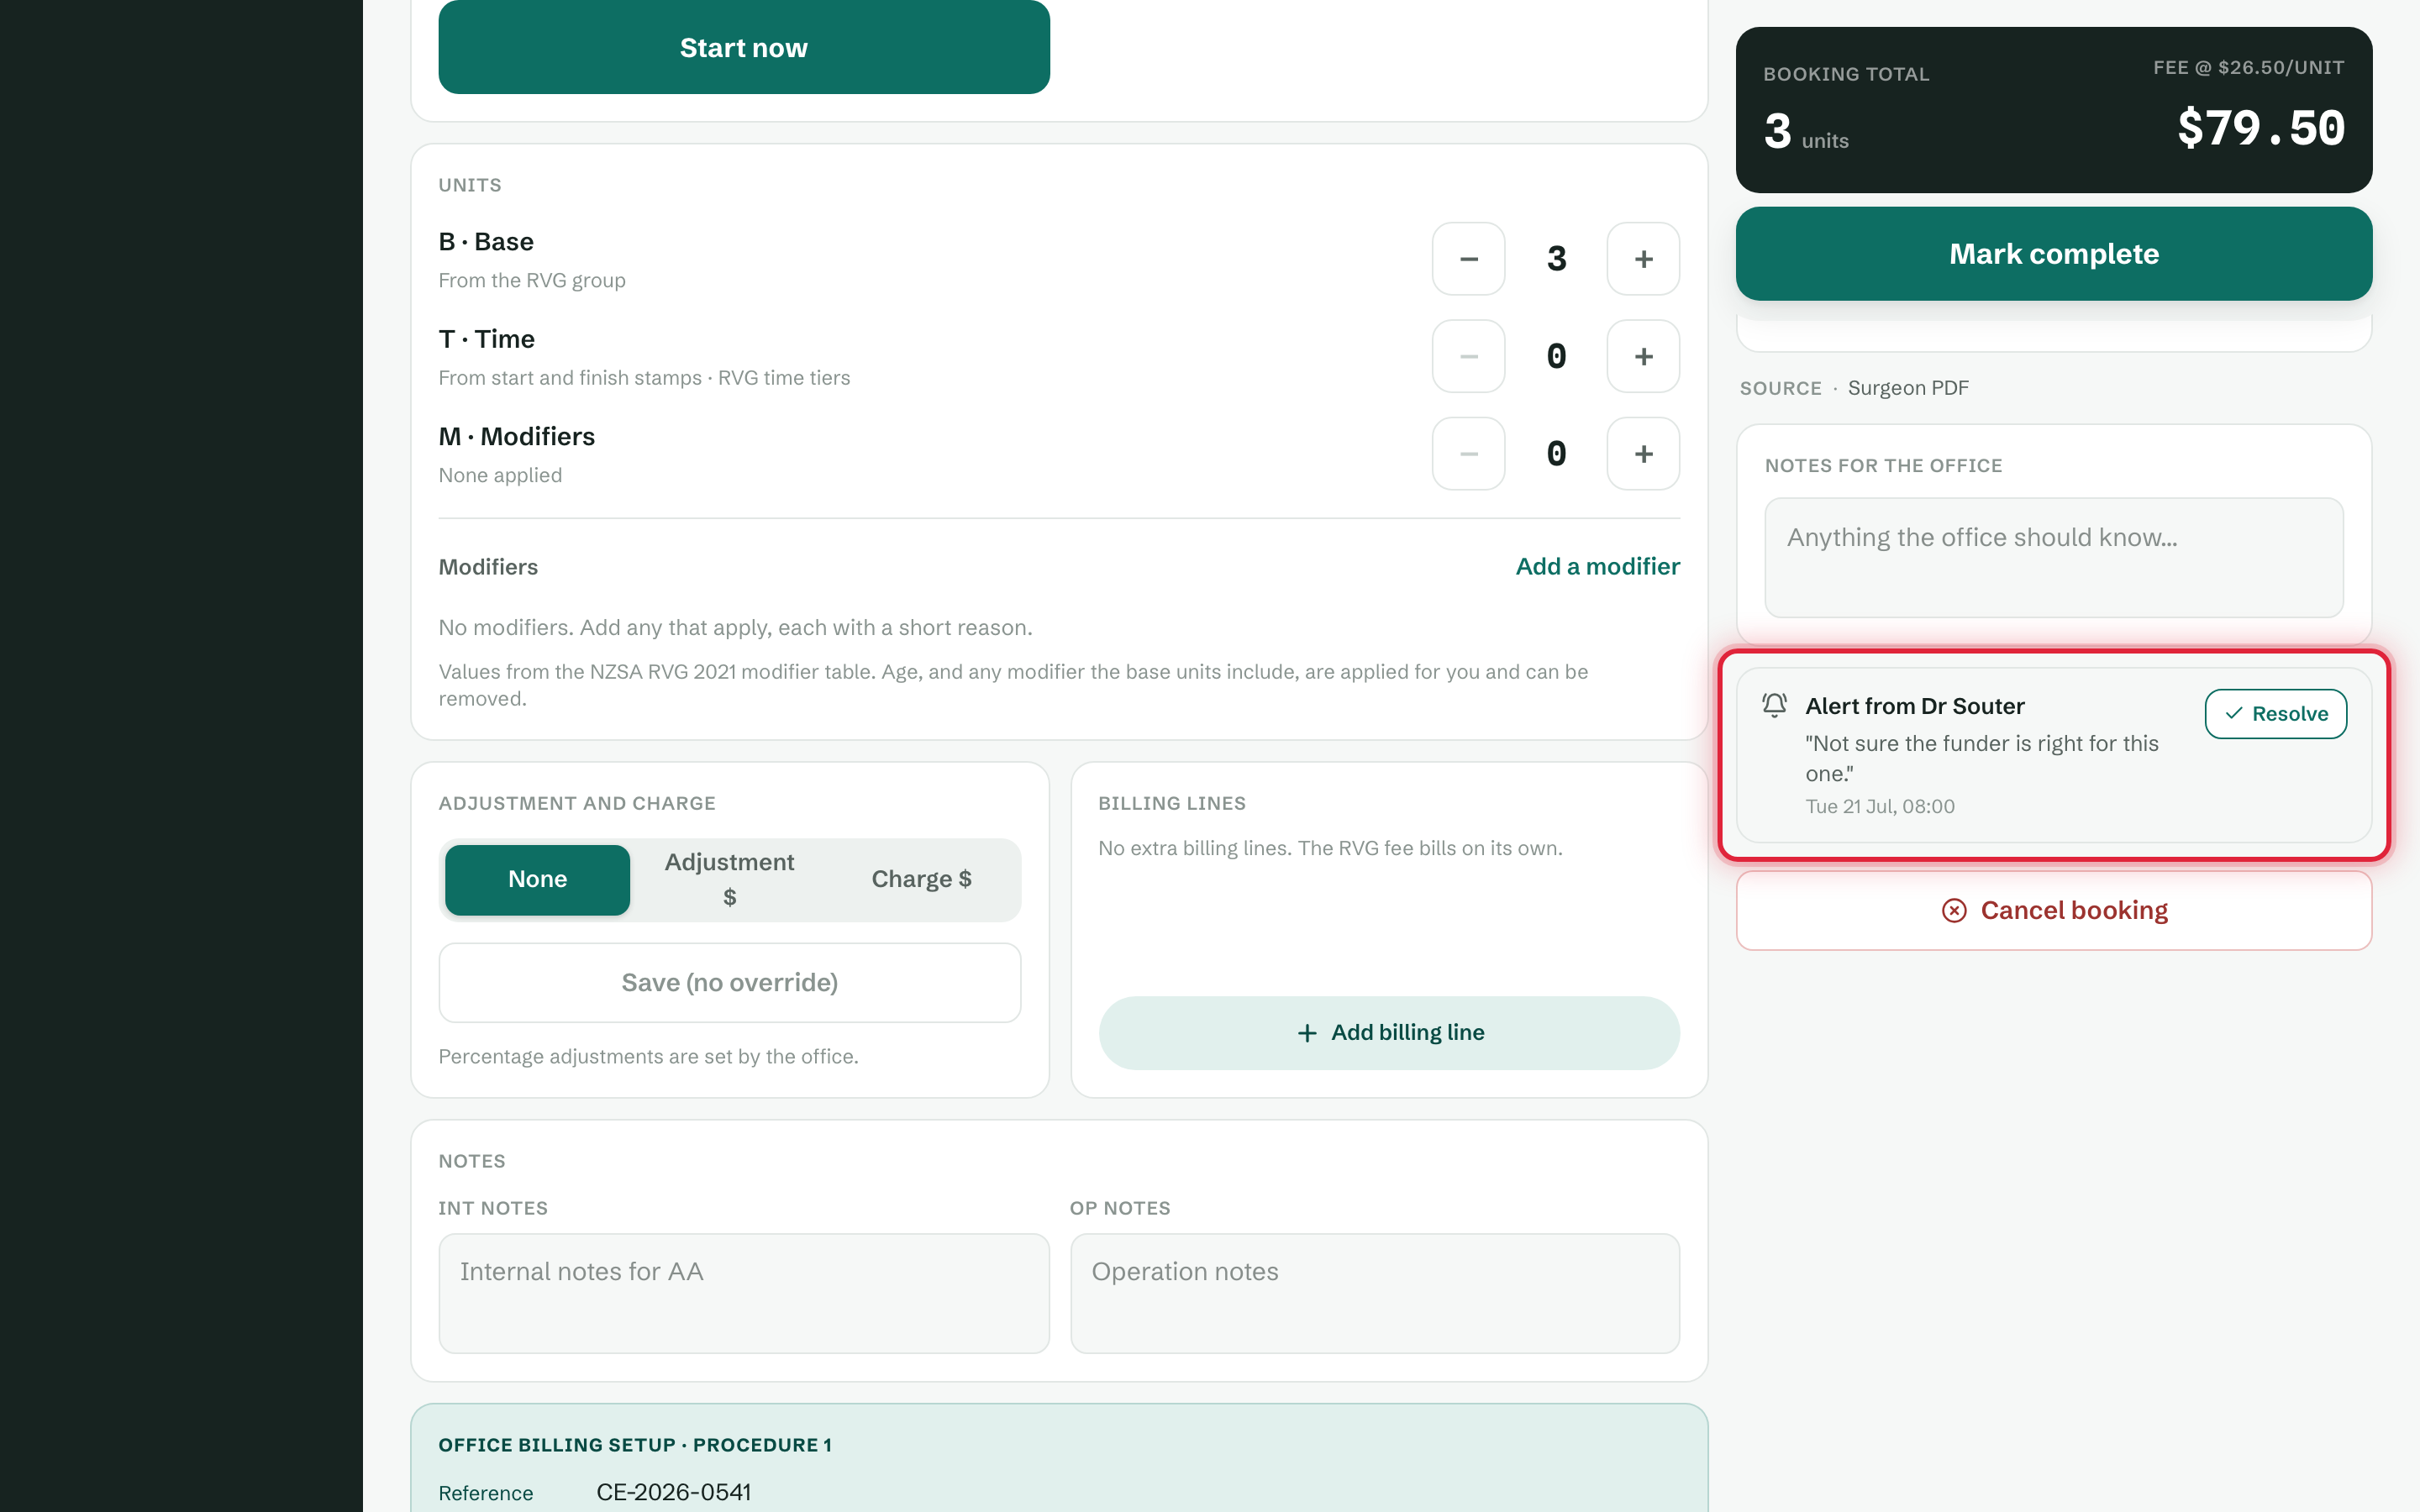 Start now
UNITS
B · Base
From the RVG group
− 3 +
T · Time
From start and finish stamps · RVG time tiers
− 0 +
M · Modifiers
None applied
− 0 +
Modifiers
Add a modifier
No modifiers. Add any that apply, each with a short reason.
Values from the NZSA RVG 2021 modifier table. Age, and any modifier the base units include, are applied for you and can be
removed.
ADJUSTMENT AND CHARGE
None
Adjustment
$
Charge $
Save (no override)
Percentage adjustments are set by the office.
BILLING LINES
No extra billing lines. The RVG fee bills on its own.
+ Add billing line
NOTES
INT NOTES
Internal notes for AA
OP NOTES
Operation notes
OFFICE BILLING SETUP · PROCEDURE 1
Reference CE-2026-0541
BOOKING TOTAL
3 units
FEE @ $26.50/UNIT
$79.50
Mark complete
SOURCE · Surgeon PDF
NOTES FOR THE OFFICE
Anything the office should know...
Alert from Dr Souter
"Not sure the funder is right for this
one."
Tue 21 Jul, 08:00
Resolve
Cancel booking